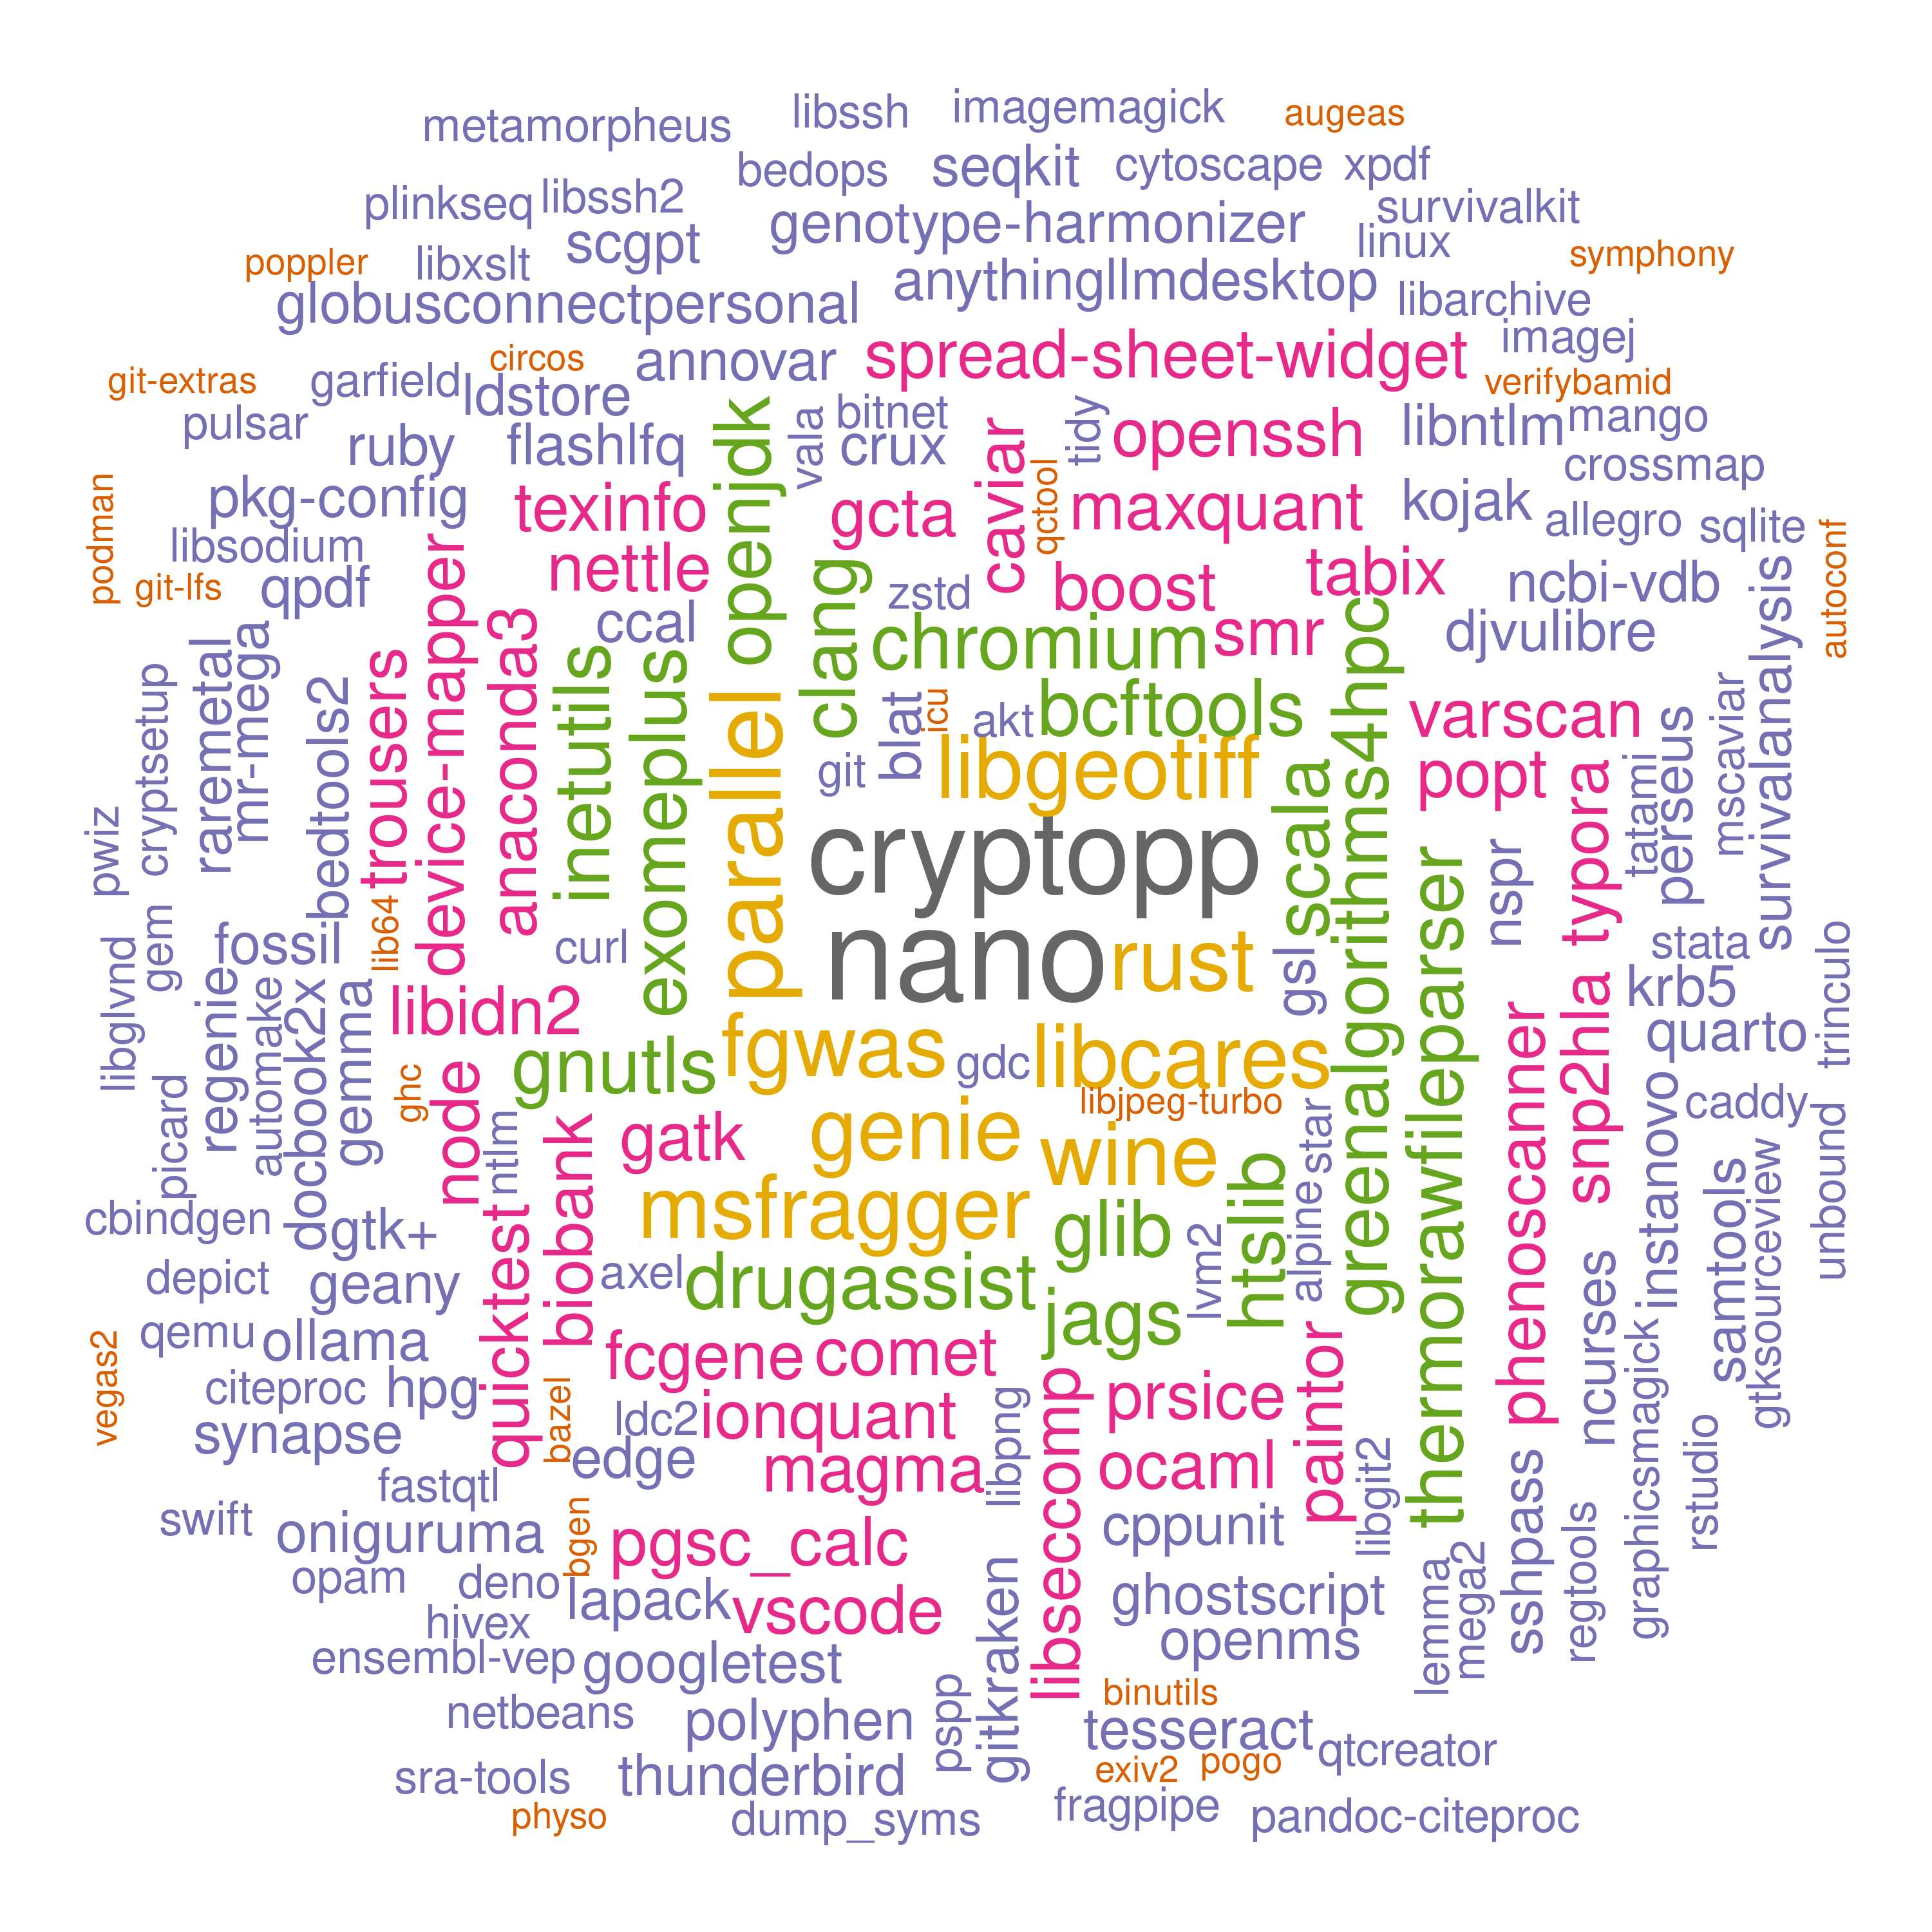 metamorpheus
libssh
imagemagick
augeas
bedops
seqkit
cytoscape
xpdf
plinkseq
libssh2
survivalkit
scgpt
genotype-harmonizer
linux
symphony
poppler
libxslt
anythingllmdesktop
globusconnectpersonal
libarchive
imagej
circos
annovar
spread-sheet-widget
verifybamid
git-extras
garfield
ldstore
pulsar
ruby
flashlfq
openjdk
vala
bitnet
crux
caviar
tidy
openssh
libntlm
mango
crossmap
podman
pkg-config
texinfo
gcta
qctool
maxquant
kojak
allegro
sqlite
autoconf
libsodium
git-lfs
qpdf
device-mapper
nettle
clang
zstd
boost
tabix
ncbi-vdb
survivalanalysis
ccal
chromium
smr
djvulibre
cryptsetup
raremetal
mr-mega
bedtools2
trousers
anaconda3
inetutils
exomeplus
parallel
blat
icu
akt
bcftools
greenalgorithms4hpc
varscan
perseus
mscaviar
git
libgeotiff
scala
popt
typora
tatami
pwiz
cryptopp
thermorawfileparser
nspr
libglvnd
gem
fossil
lib64
curl
nano
rust
gsl
stata
trinculo
regenie
automake
docbook2x
gemma
libidn2
krb5
snp2hla
phenoscanner
quarto
ghc
node
gnutls
fgwas
gdc
libcares
libjpeg-turbo
caddy
picard
ntlm
biobank
gatk
genie
wine
star
alpine
htslib
instanovo
samtools
gtksourceview
unbound
cbindgen
gtk+
quicktest
msfragger
glib
lvm2
depict
geany
axel
drugassist
jags
ncurses
vegas2
qemu
ollama
fcgene
comet
paintor
graphicsmagick
citeproc
hpg
bazel
ldc2
ionquant
libpng
libseccomp
prsice
synapse
edge
magma
ocaml
libgit2
rstudio
fastqtl
sshpass
swift
oniguruma
bgen
pgsc_calc
cppunit
regtools
opam
deno
lapack
vscode
gitkraken
ghostscript
lemma
mega2
hivex
ensembl-vep
googletest
openms
netbeans
polyphen
pspp
binutils
tesseract
qtcreator
sra-tools
thunderbird
exiv2
pogo
physo
dump_syms
fragpipe
pandoc-citeproc